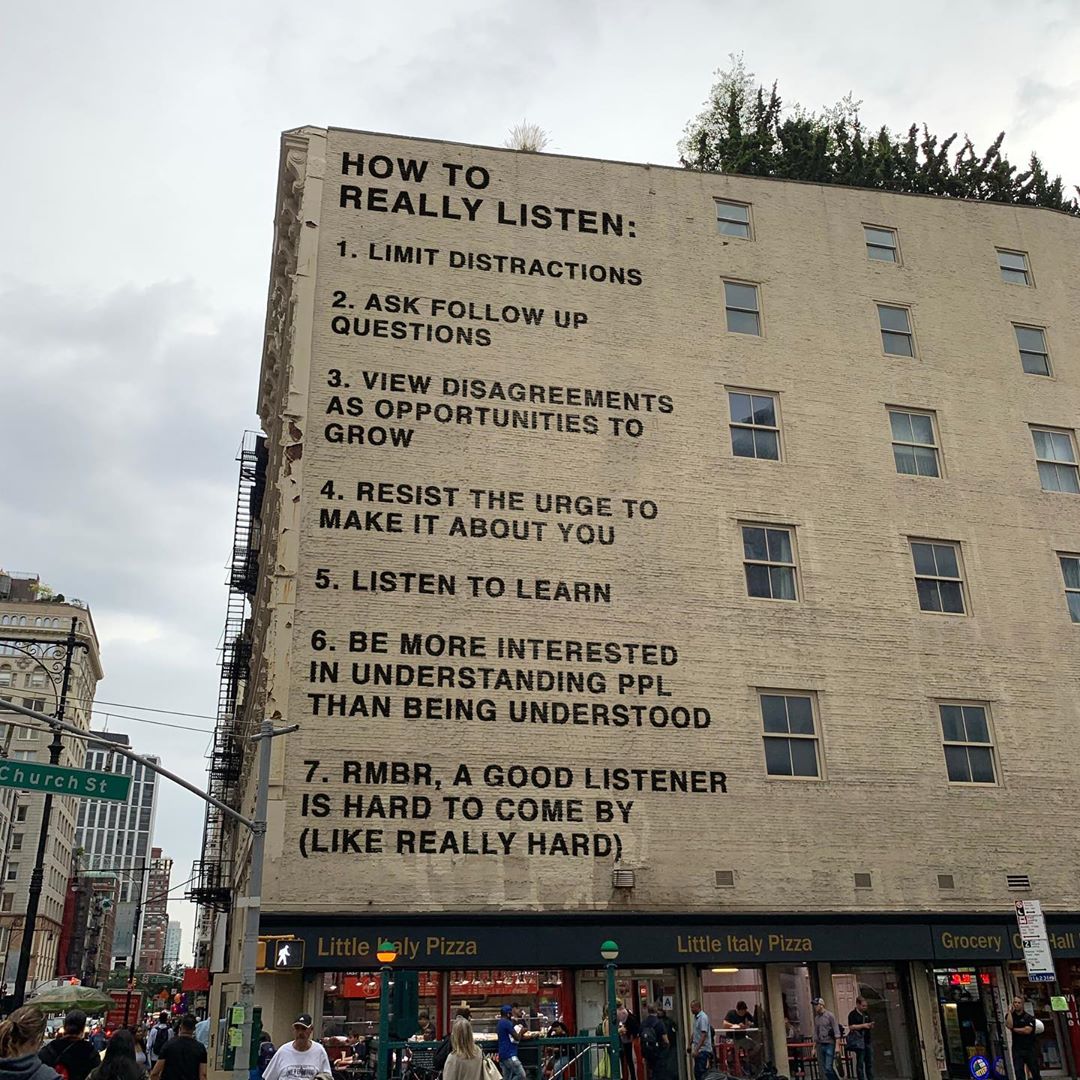 HOW TO
REALLY LISTEN:
1. LIMIT DISTRACTIONS
2. ASK FOLLOW UP
QUESTIONS
3. VIEW DISAGREEMENTS
AS OPPORTUNITIES TO
GROW
4. RESIST THE URGE TO
MAKE IT ABOUT YOU
5. LISTEN TO LEARN
6. BE MORE INTERESTED
IN UNDERSTANDING PPL
THAN BEING UNDERSTOOD
7. RMBR, A GOOD LISTENER
IS HARD TO COME BY
(LIKE REALLY HARD)
Church St
Little Italy Pizza
Little Italy Pizza
Grocery
Hall